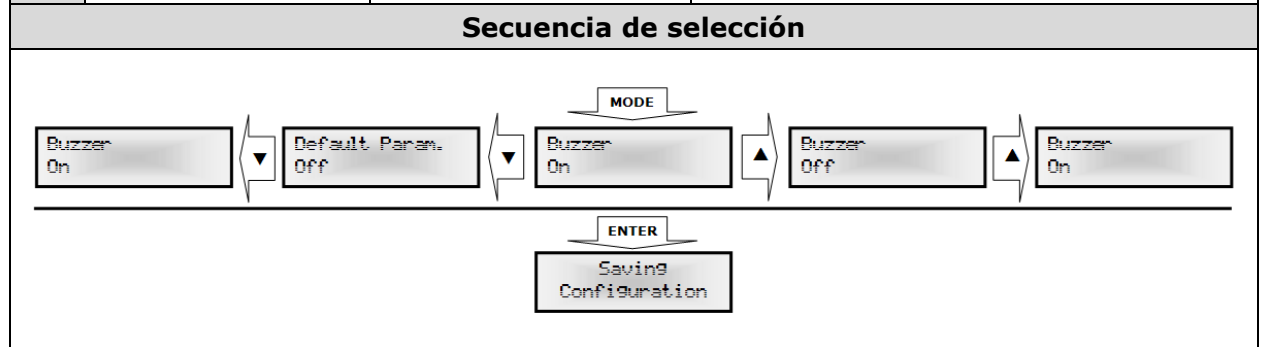 Secuencia de selección
MODE
Buzzer
On
▼
Default Param.
Off
▼
Buzzer
On
▲
Buzzer
Off
▲
Buzzer
On
ENTER
Saving
Configuration